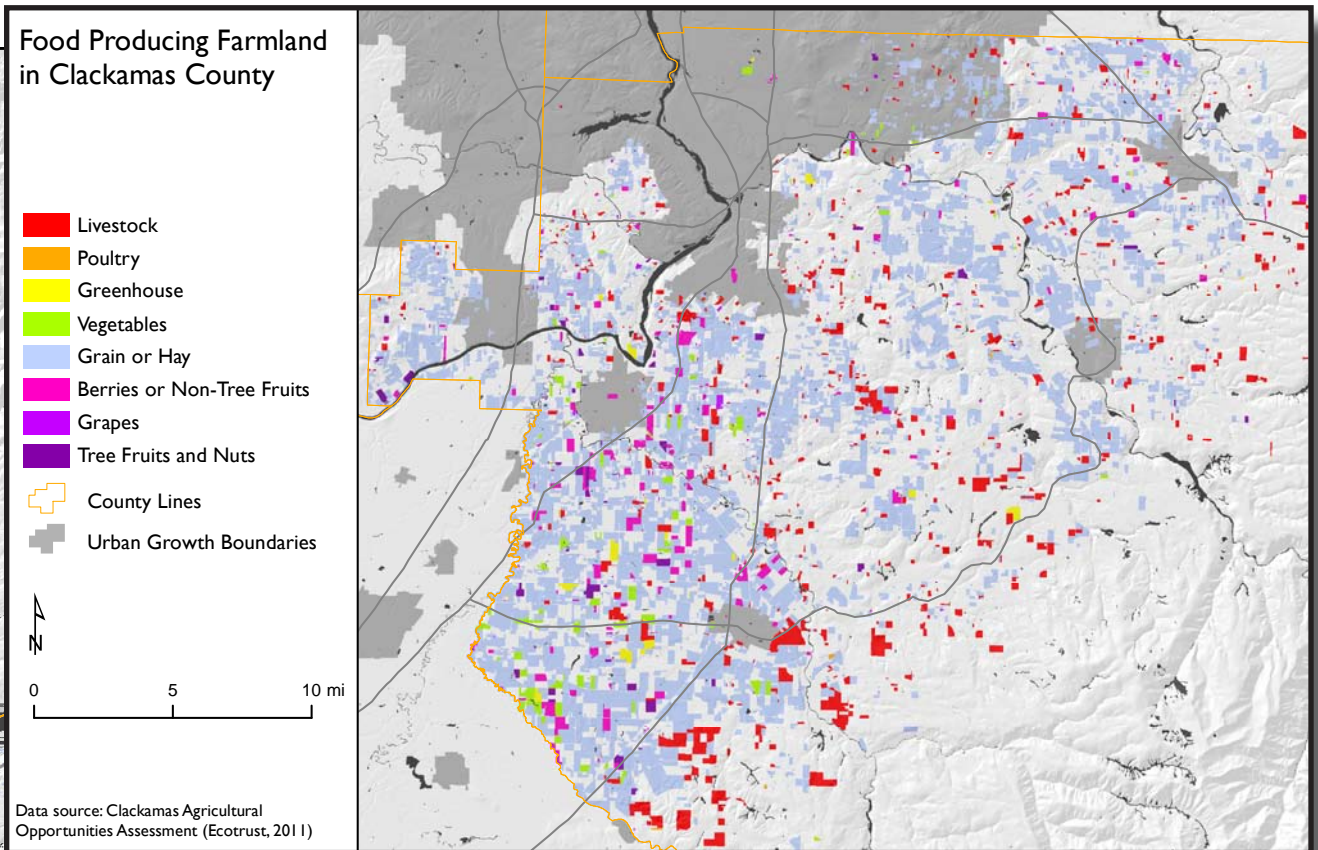 Food Producing Farmland
in Clackamas County
Livestock
Poultry
Greenhouse
Vegetables
Grain or Hay
Berries or Non-Tree Fruits
Grapes
Tree Fruits and Nuts
County Lines
Urban Growth Boundaries
N
0 5 10 mi
Data source: Clackamas Agricultural
Opportunities Assessment (Ecotrust, 2011)